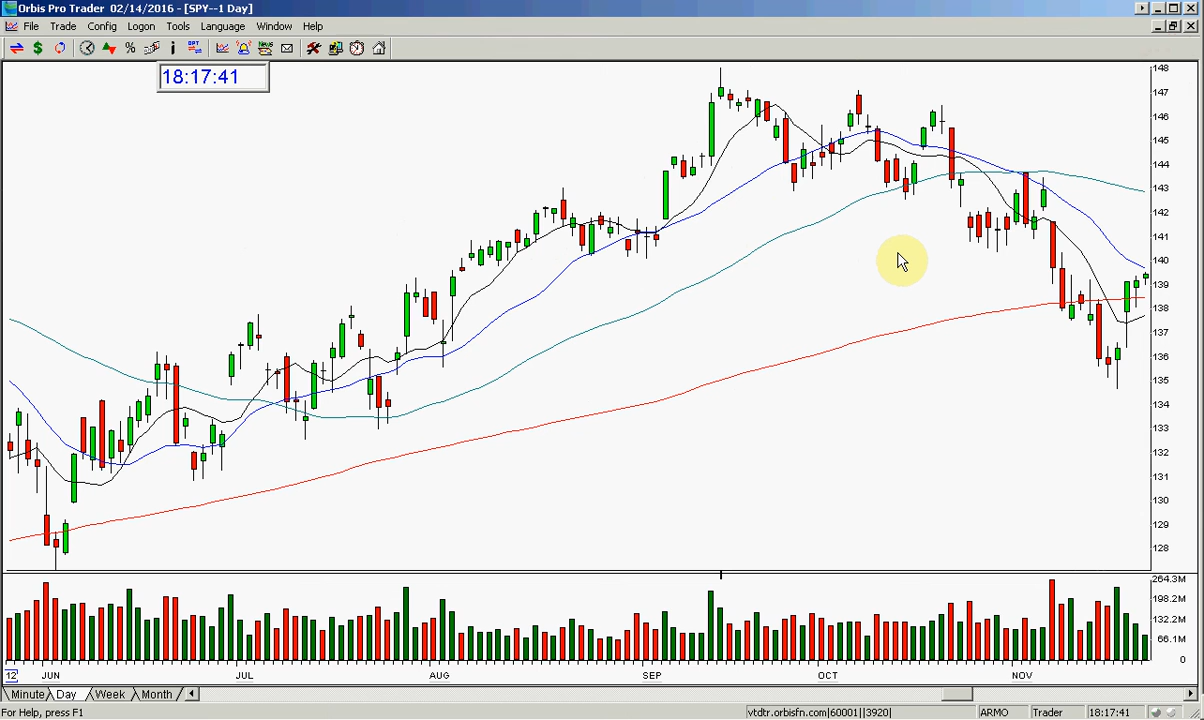 Orbis Pro Trader 02/14/2016 - [SPY--1 Day]
File Trade Config Logon Tools Language Window Help
18:17:41
148
147
146
145
144
143
142
141
140
139
138
137
136
135
134
133
132
131
130
129
128
264.3M
198.2M
132.2M
66.1M
0
12 JUN JUL AUG SEP OCT NOV
Minute Day Week Month
For Help, press F1 vtdtr.orbisfn.com|60001||3920| ARMO Trader 18:17:41